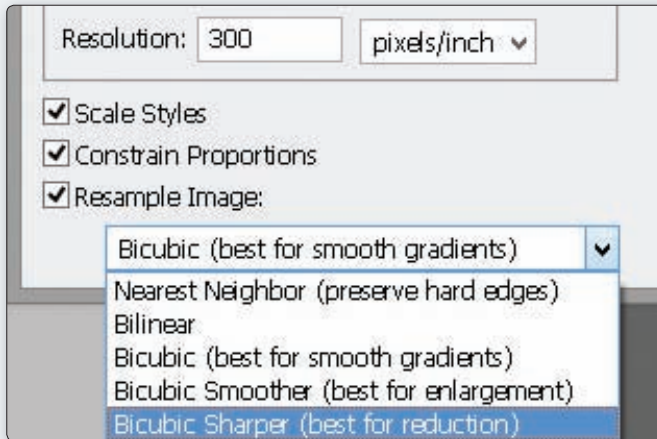 Resolution: 300 pixels/inch
Scale Styles
Constrain Proportions
Resample Image:
Bicubic (best for smooth gradients)
Nearest Neighbor (preserve hard edges)
Bilinear
Bicubic (best for smooth gradients)
Bicubic Smoother (best for enlargement)
Bicubic Sharper (best for reduction)